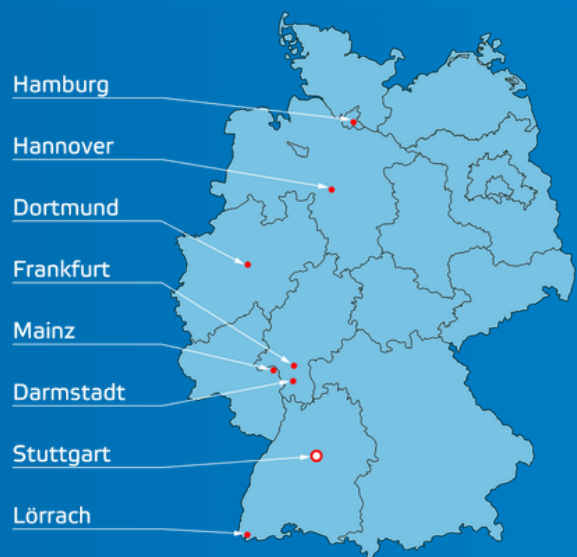 Hamburg
Hannover
Dortmund
Frankfurt
Mainz
Darmstadt
Stuttgart
Lörrach